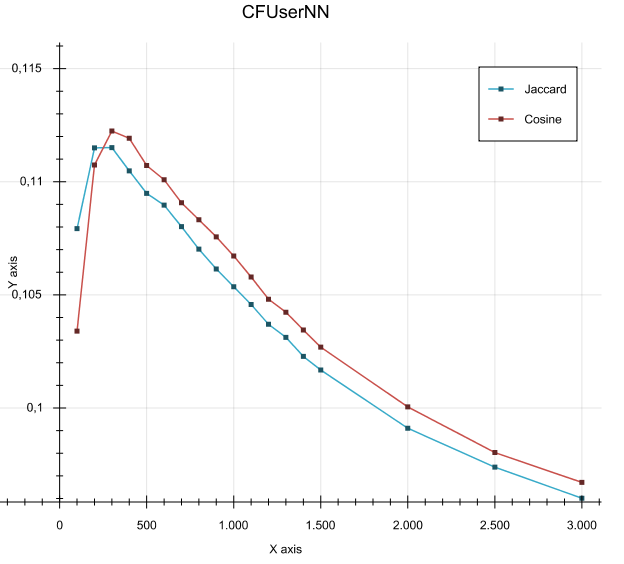 CFUserNN
0,115
Jaccard
Cosine
0,11
Y axis
0,105
0,1
0 500 1.000 1.500 2.000 2.500 3.000
X axis